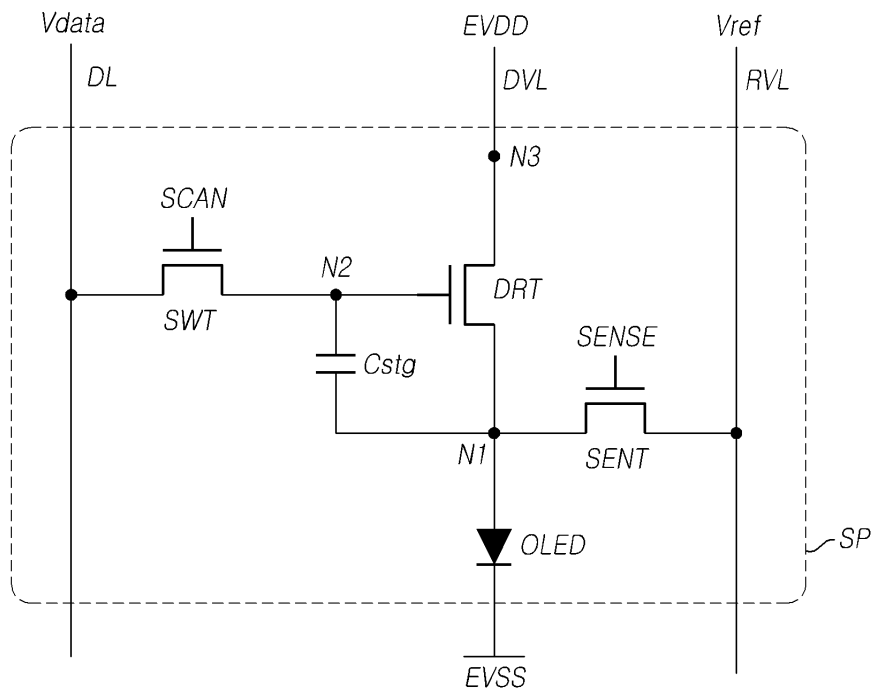 Vdata
EVDD
Vref
DL
DVL
RVL
N3
SCAN
N2
DRT
SWT
SENSE
Cstg
N1
SENT
OLED
SP
EVSS